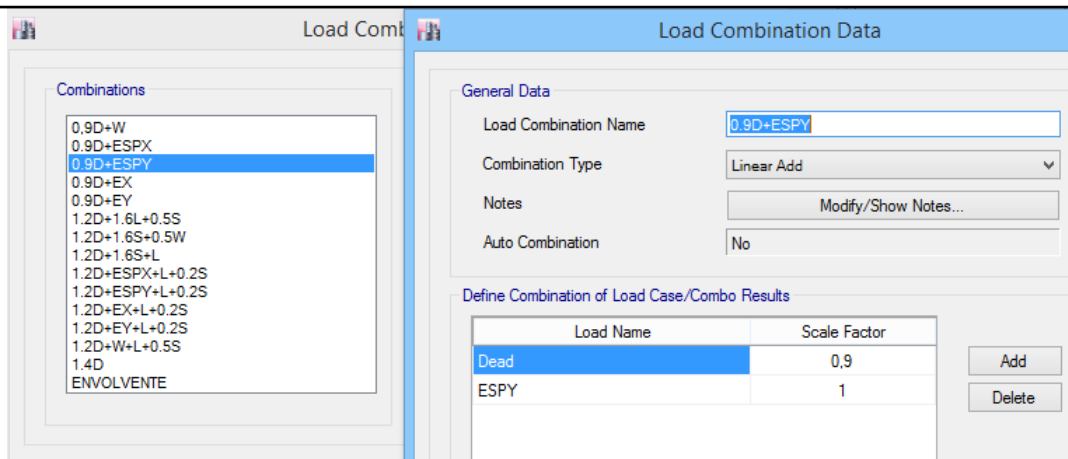 Load Comb
Combinations
0,9D+W
0.9D+ESPX
0.9D+ESPY
0.9D+EX
0.9D+EY
1.2D+1.6L+0.5S
1.2D+1.6S+0.5W
1.2D+1.6S+L
1.2D+ESPX+L+0.2S
1.2D+ESPY+L+0.2S
1.2D+EX+L+0.2S
1.2D+EY+L+0.2S
1.2D+W+L+0.5S
1.4D
ENVOLVENTE
Load Combination Data
General Data
Load Combination Name 0.9D+ESPY
Combination Type Linear Add
Notes Modify/Show Notes...
Auto Combination No
Define Combination of Load Case/Combo Results
Load Name Scale Factor
Dead 0,9 Add
ESPY 1 Delete